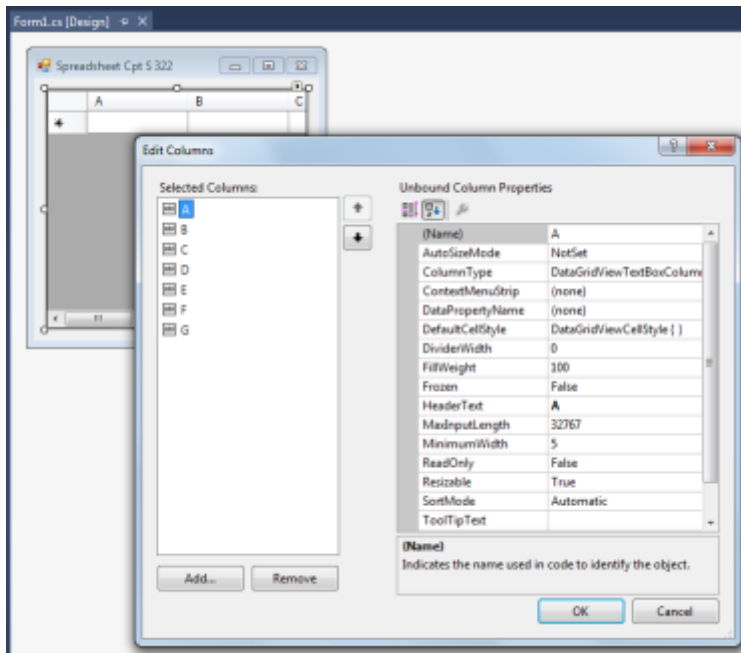 Form1.cs [Design]
Spreadsheet Cpt S 322
A B C
Edit Columns
Selected Columns:
A
B
C
D
E
F
G
Add...
Remove
Unbound Column Properties
(Name) A
AutoSizeMode NotSet
ColumnType DataGridViewTextBoxColum
ContextMenuStrip (none)
DataPropertyName (none)
DefaultCellStyle DataGridViewCellStyle { }
DividerWidth 0
FillWeight 100
Frozen False
HeaderText A
MaxInputLength 32767
MinimumWidth 5
ReadOnly False
Resizable True
SortMode Automatic
ToolTipText
(Name)
Indicates the name used in code to identify the object.
OK Cancel